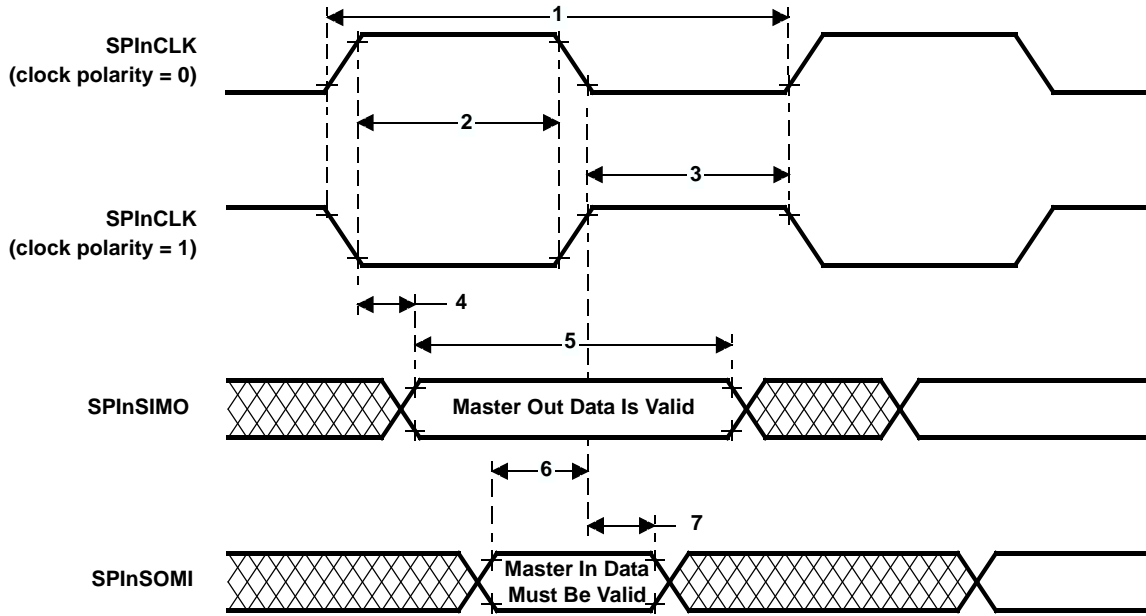 1
SPInCLK
(clock polarity = 0)
2
3
SPInCLK
(clock polarity = 1)
4
5
SPInSIMO
Master Out Data Is Valid
6
7
SPInSOMI
Master In Data
Must Be Valid